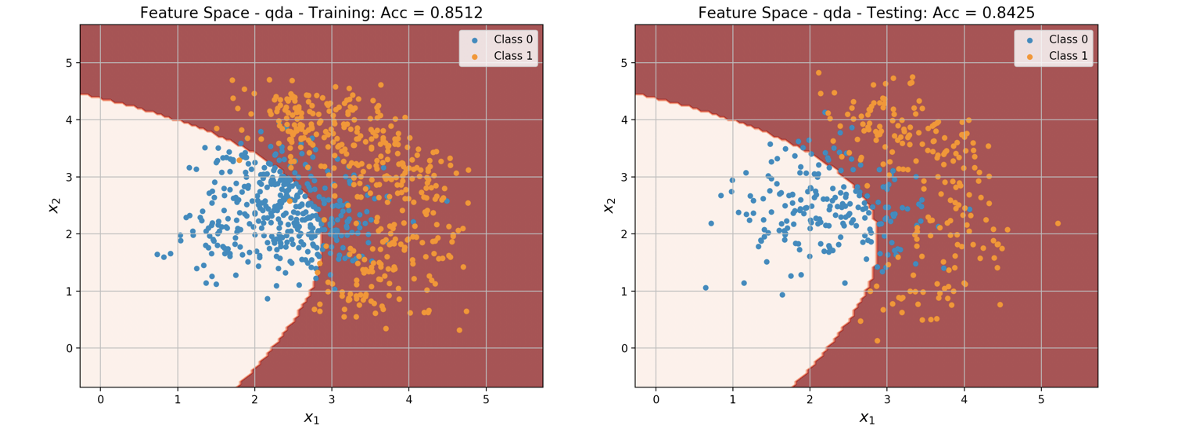 Feature Space - qda - Training: Acc = 0.8512
Class 0
Class 1
x2
5
4
3
2
1
0
0 1 2 3 4 5
x1
Feature Space - qda - Testing: Acc = 0.8425
Class 0
Class 1
x2
5
4
3
2
1
0
0 1 2 3 4 5
x1